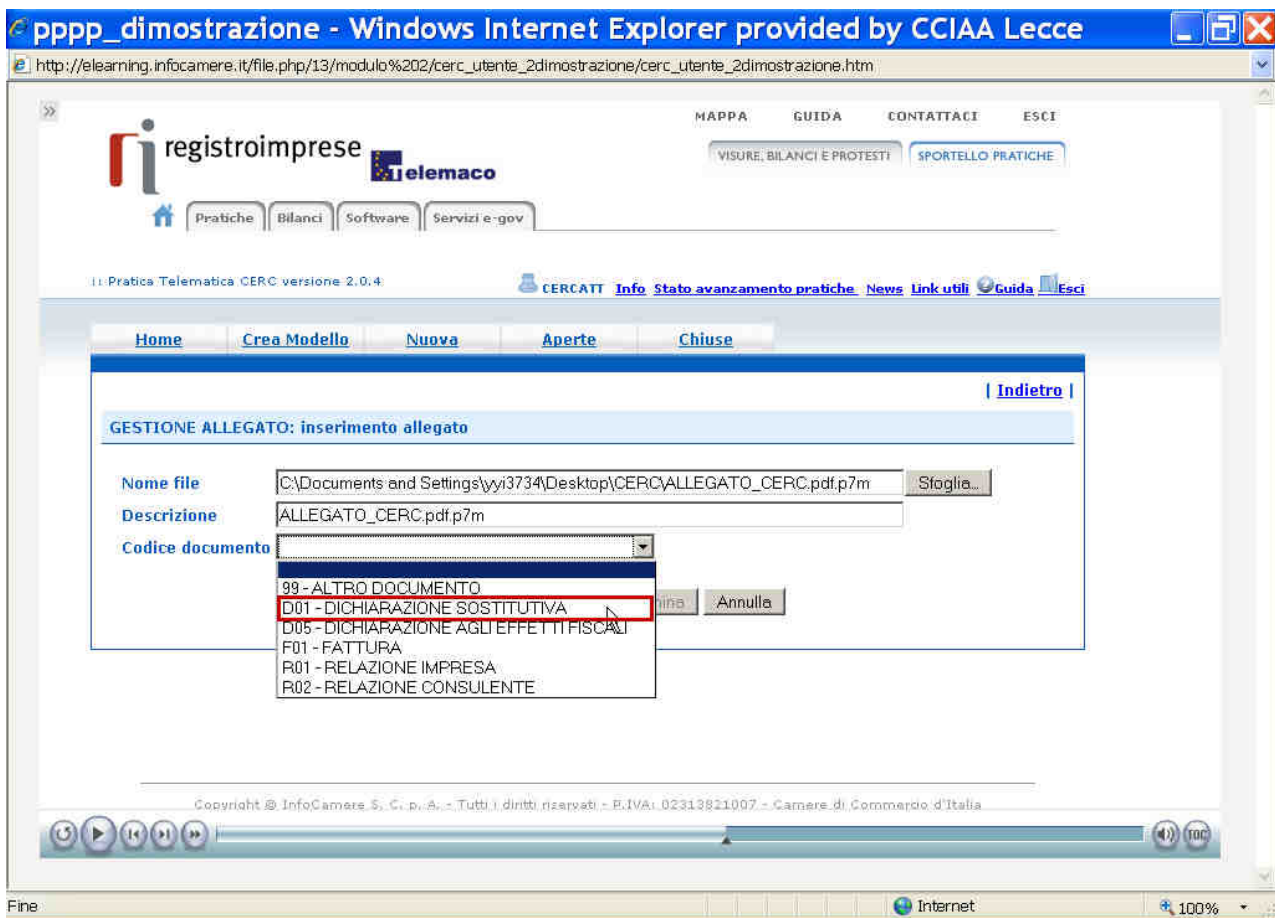 pppp_dimostrazione - Windows Internet Explorer provided by CCIAA Lecce
http://elearning.infocamere.it/file.php/13/modulo%202/cerc_utente_2dimostrazione/cerc_utente_2dimostrazione.htm
MAPPA GUIDA CONTATTACI ESCI
registroimprese
Telemaco
VISURE, BILANCI E PROTESTI SPORTELLO PRATICHE
Pratiche Bilanci Software Servizi e-gov
:: Pratica Telematica CERC versione 2.0.4
CERCATT Info Stato avanzamento pratiche News Link utili Guida Esci
Home Crea Modello Nuova Aperte Chiuse
| Indietro |
GESTIONE ALLEGATO: inserimento allegato
Nome file C:\Documents and Settings\yyi3734\Desktop\CERC\ALLEGATO_CERC.pdf.p7m Sfoglia...
Descrizione ALLEGATO_CERC.pdf.p7m
Codice documento
99 - ALTRO DOCUMENTO
Annulla
D01 - DICHIARAZIONE SOSTITUTIVA
D05 - DICHIARAZIONE AGLI EFFETTI FISCALI
F01 - FATTURA
R01 - RELAZIONE IMPRESA
R02 - RELAZIONE CONSULENTE
Copyright @ InfoCamere S. C. p. A. - Tutti i diritti riservati - P.IVA: 02313821007 - Camere di Commercio d'Italia
TOC
Fine Internet 100%